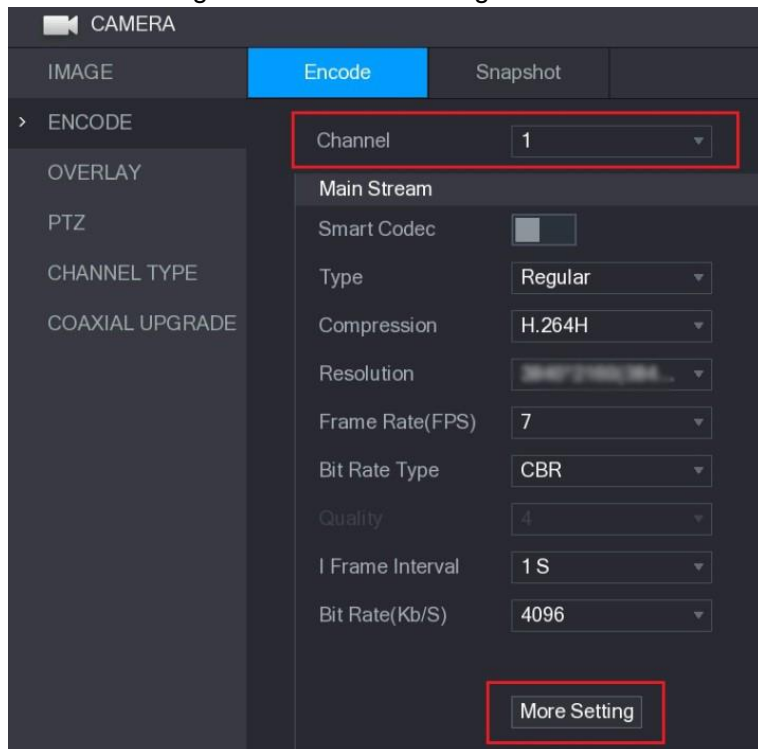 CAMERA
IMAGE
Encode Snapshot
ENCODE
Channel 1
OVERLAY
Main Stream
PTZ
Smart Codec
CHANNEL TYPE
Type Regular
COAXIAL UPGRADE
Compression H.264H
Resolution
Frame Rate(FPS) 7
Bit Rate Type CBR
Quality 4
I Frame Interval 1 S
Bit Rate(Kb/S) 4096
More Setting